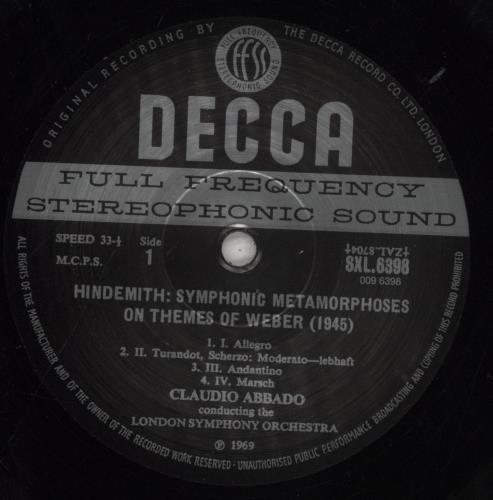 ORIGINAL RECORDING BY THE DECCA RECORD CO. LTD. LONDON
FULL FREQUENCY
ffss
STEREOPHONIC SOUND
DECCA
FULL FREQUENCY
STEREOPHONIC SOUND
SPEED 33⅓ Side
1
M.C.P.S.
‡ZAL.8704‡
SXL.6398
009 6398
HINDEMITH: SYMPHONIC METAMORPHOSES
ON THEMES OF WEBER (1945)
1. I. Allegro
2. II. Turandot, Scherzo: Moderato—lebhaft
3. III. Andantino
4. IV. Marsch
CLAUDIO ABBADO
conducting the
LONDON SYMPHONY ORCHESTRA
℗ 1969
ALL RIGHTS OF THE MANUFACTURER AND OF THE OWNER OF THE RECORDED WORK RESERVED · UNAUTHORISED PUBLIC PERFORMANCE BROADCASTING AND COPYING OF THIS RECORD PROHIBITED